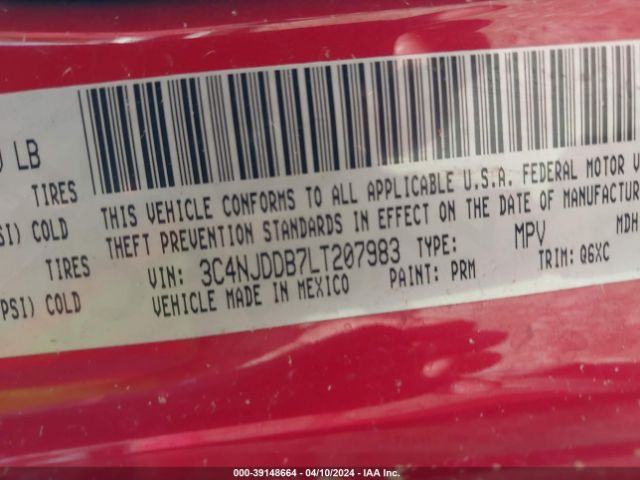 LB
TIRES
COLD
TIRES
PSI) COLD
THIS VEHICLE CONFORMS TO ALL APPLICABLE U.S.A. FEDERAL MOTOR
THEFT PREVENTION STANDARDS IN EFFECT ON THE DATE OF MANUFACTUR
VIN: 3C4NJDDB7LT207983 TYPE: MPV MDH
VEHICLE MADE IN MEXICO PAINT: PRM TRIM: Q6XC
000-39148664 | 04/10/2024 | IAA Inc.